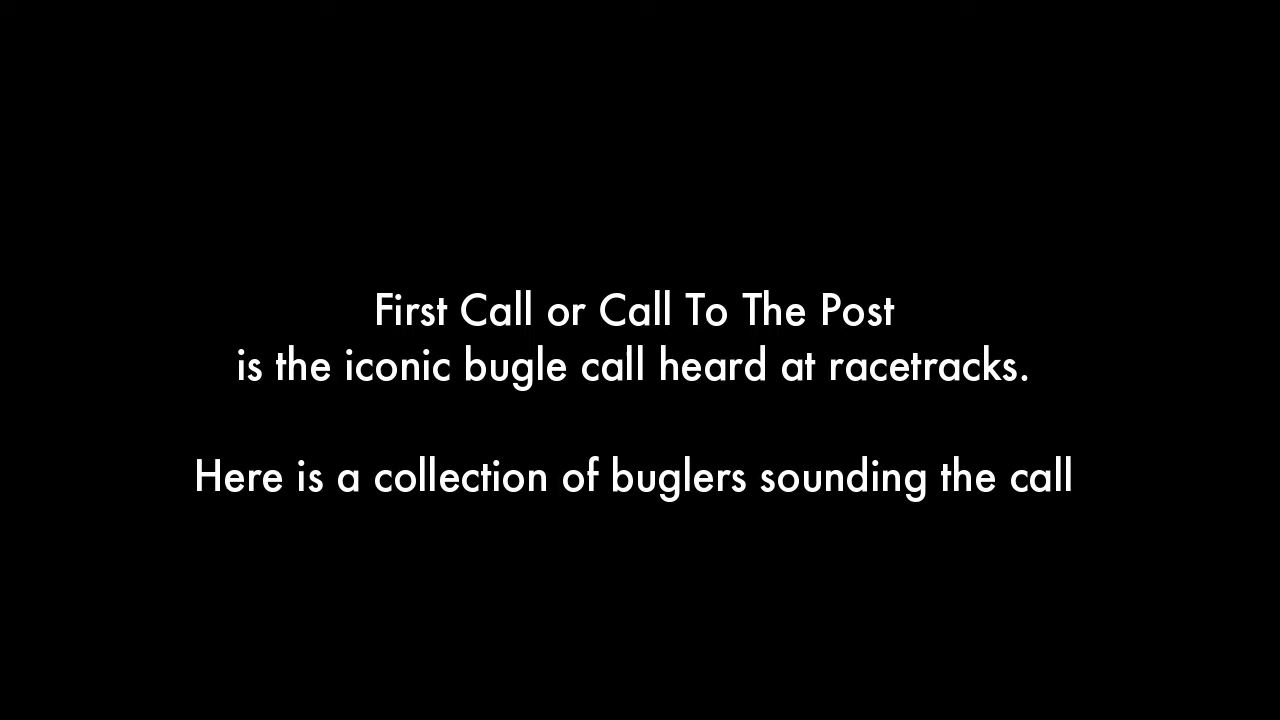 First Call or Call To The Post
is the iconic bugle call heard at racetracks.
Here is a collection of buglers sounding the call